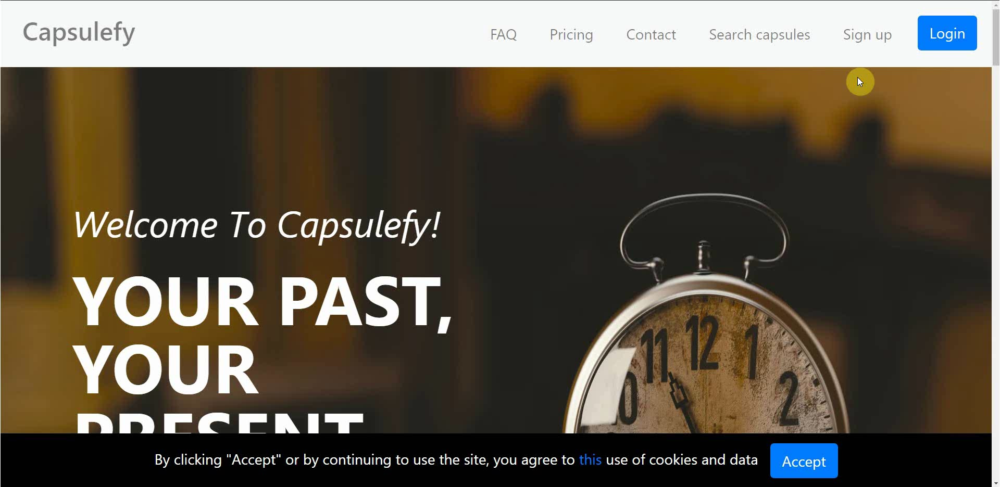 Capsulefy
FAQ Pricing Contact Search capsules Sign up Login
Welcome To Capsulefy!
YOUR PAST,
YOUR
PRESENT
11 12 1
2
By clicking "Accept" or by continuing to use the site, you agree to this use of cookies and data Accept